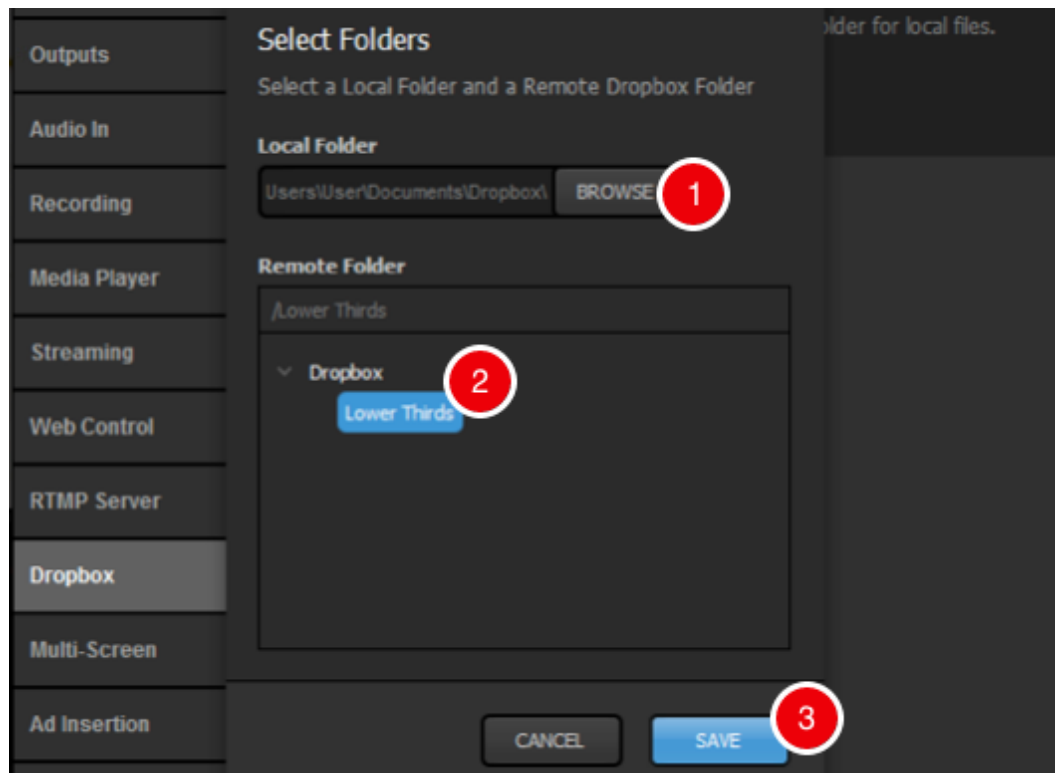 Outputs
Audio In
Recording
Media Player
Streaming
Web Control
RTMP Server
Dropbox
Multi-Screen
Ad Insertion
Select Folders
Select a Local Folder and a Remote Dropbox Folder
Local Folder
Users\User\Documents\Dropbox\
BROWSE
1
Remote Folder
/Lower Thirds
Dropbox
2
Lower Thirds
CANCEL
SAVE
3
for local files.